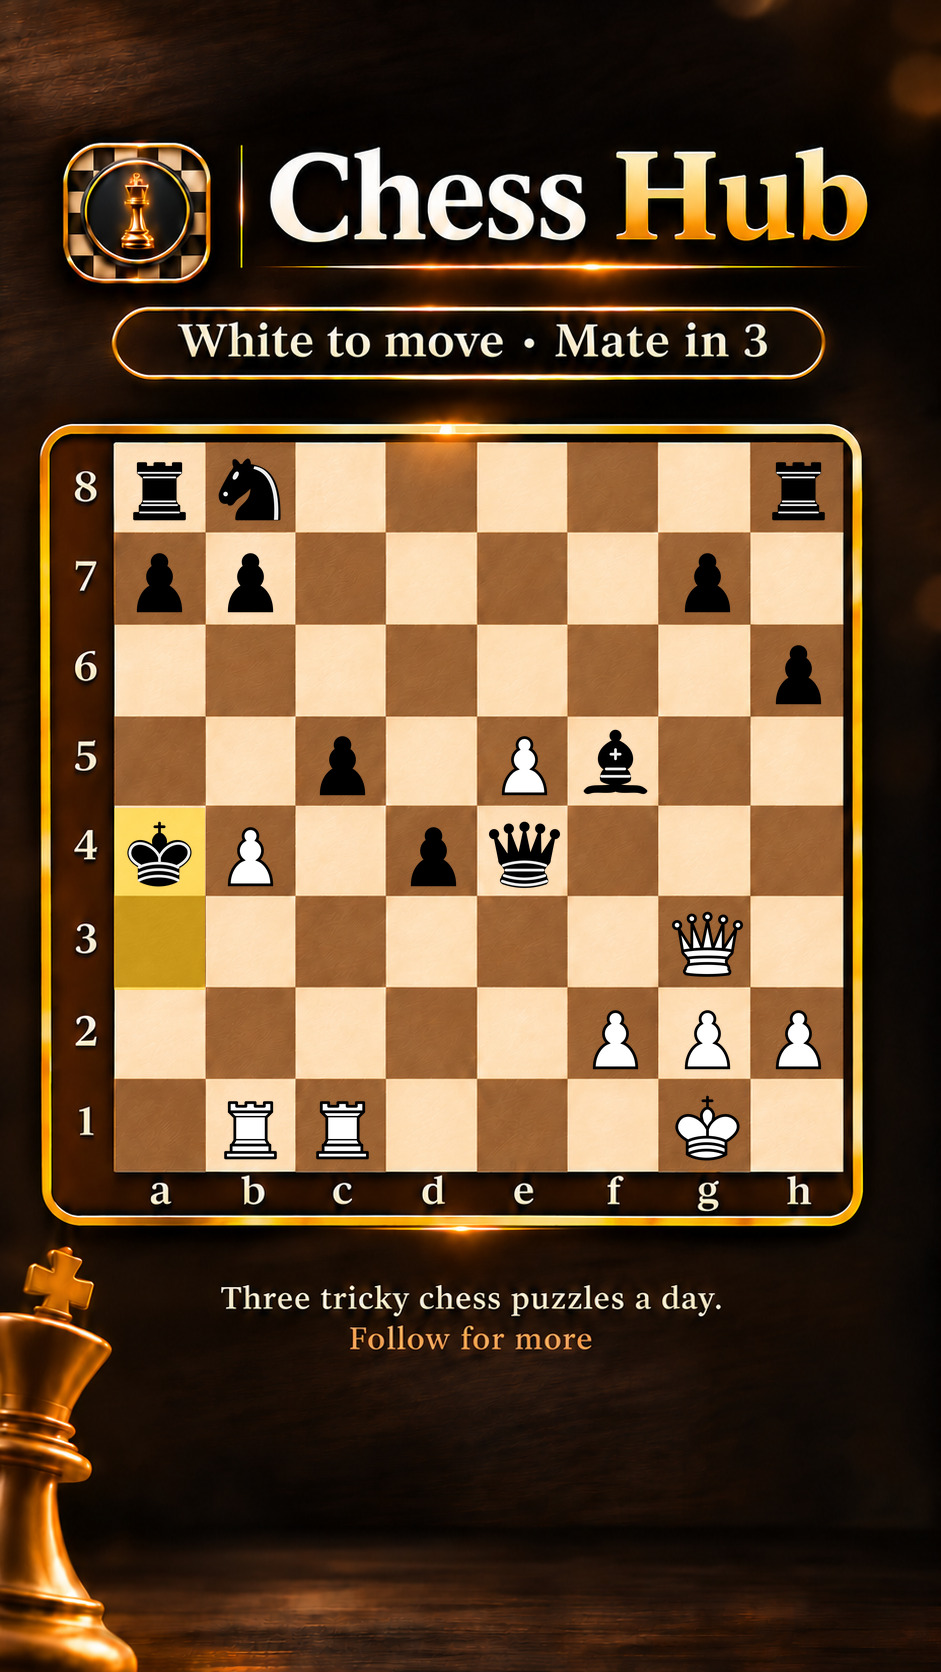 Chess Hub
White to move • Mate in 3
8
7
6
5
4
3
2
1
a b c d e f g h
Three tricky chess puzzles a day.
Follow for more